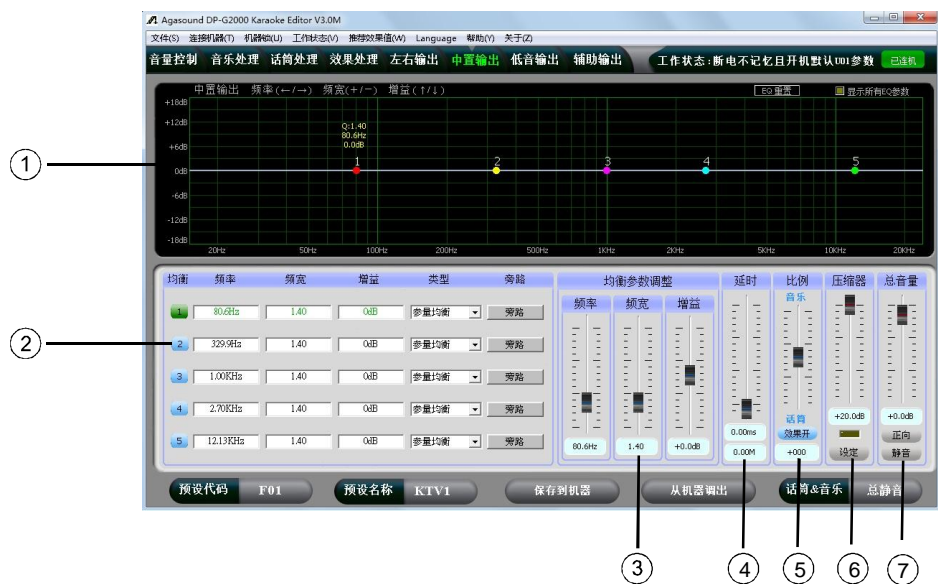 Agasound DP-G2000 Karaoke Editor V3.0M
文件(S) 连接机器(T) 机器锁(U) 工作状态(V) 推荐效果值(W) Language 帮助(Y) 关于(Z)
音量控制 音乐处理 话筒处理 效果处理 左右输出 中置输出 低音输出 辅助输出 工作状态:断电不记忆且开机默认U01参数 已连机
中置输出 频率(←/→) 频宽(+/-) 增益(↑/↓) EQ重置 显示所有EQ参数
+18dB
+12dB
Q:1.40
80.6Hz
0.0dB
+6dB
1 2 3 4 5
0dB
-6dB
-12dB
-18dB
20Hz 50Hz 100Hz 200Hz 500Hz 1KHz 2KHz 5KHz 10KHz 20KHz
①
均衡 频率 频宽 增益 类型 旁路
1 80.6Hz 1.40 0dB 参量均衡 旁路
2 329.9Hz 1.40 0dB 参量均衡 旁路
3 1.00KHz 1.40 0dB 参量均衡 旁路
4 2.70KHz 1.40 0dB 参量均衡 旁路
5 12.13KHz 1.40 0dB 参量均衡 旁路
②
均衡参数调整
频率 频宽 增益
80.6Hz 1.40 +0.0dB
延时
0.00ms
0.00M
比例
音乐
话筒
效果开
+000
压缩器
+20.0dB
设定
总音量
+0.0dB
正向
静音
预设代码 F01 预设名称 KTV1 保存到机器 从机器调出 话筒&音乐 总静音
③ ④ ⑤ ⑥ ⑦